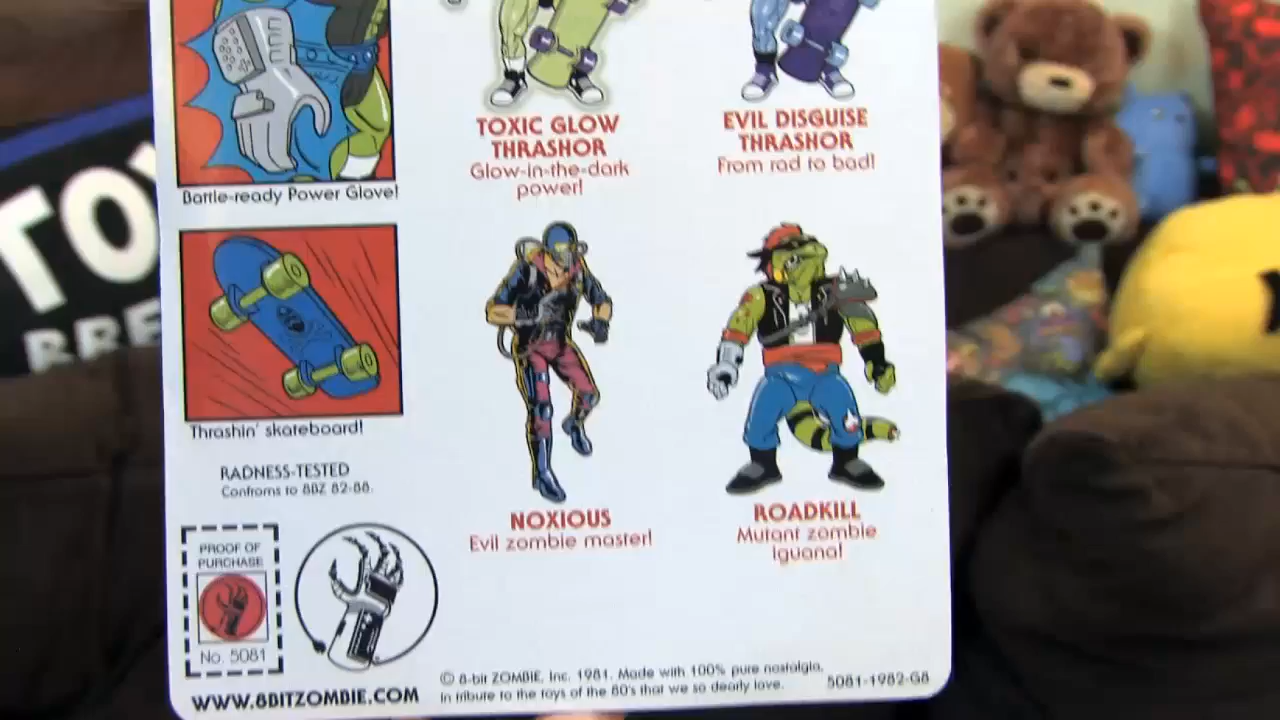 TO
BRE
Battle-ready Power Glove!
TOXIC GLOW
THRASHOR
Glow-in-the-dark
power!
EVIL DISGUISE
THRASHOR
From rad to bad!
Thrashin' skateboard!
RADNESS-TESTED
Confroms to 8BZ 82-88.
NOXIOUS
Evil zombie master!
ROADKILL
Mutant zombie
iguana!
PROOF OF
PURCHASE
No. 5081
WWW.8BITZOMBIE.COM
© 8-bit ZOMBIE, Inc. 1981. Made with 100% pure nostalgia,
in tribute to the toys of the 80's that we so dearly love.
5081-1982-G8